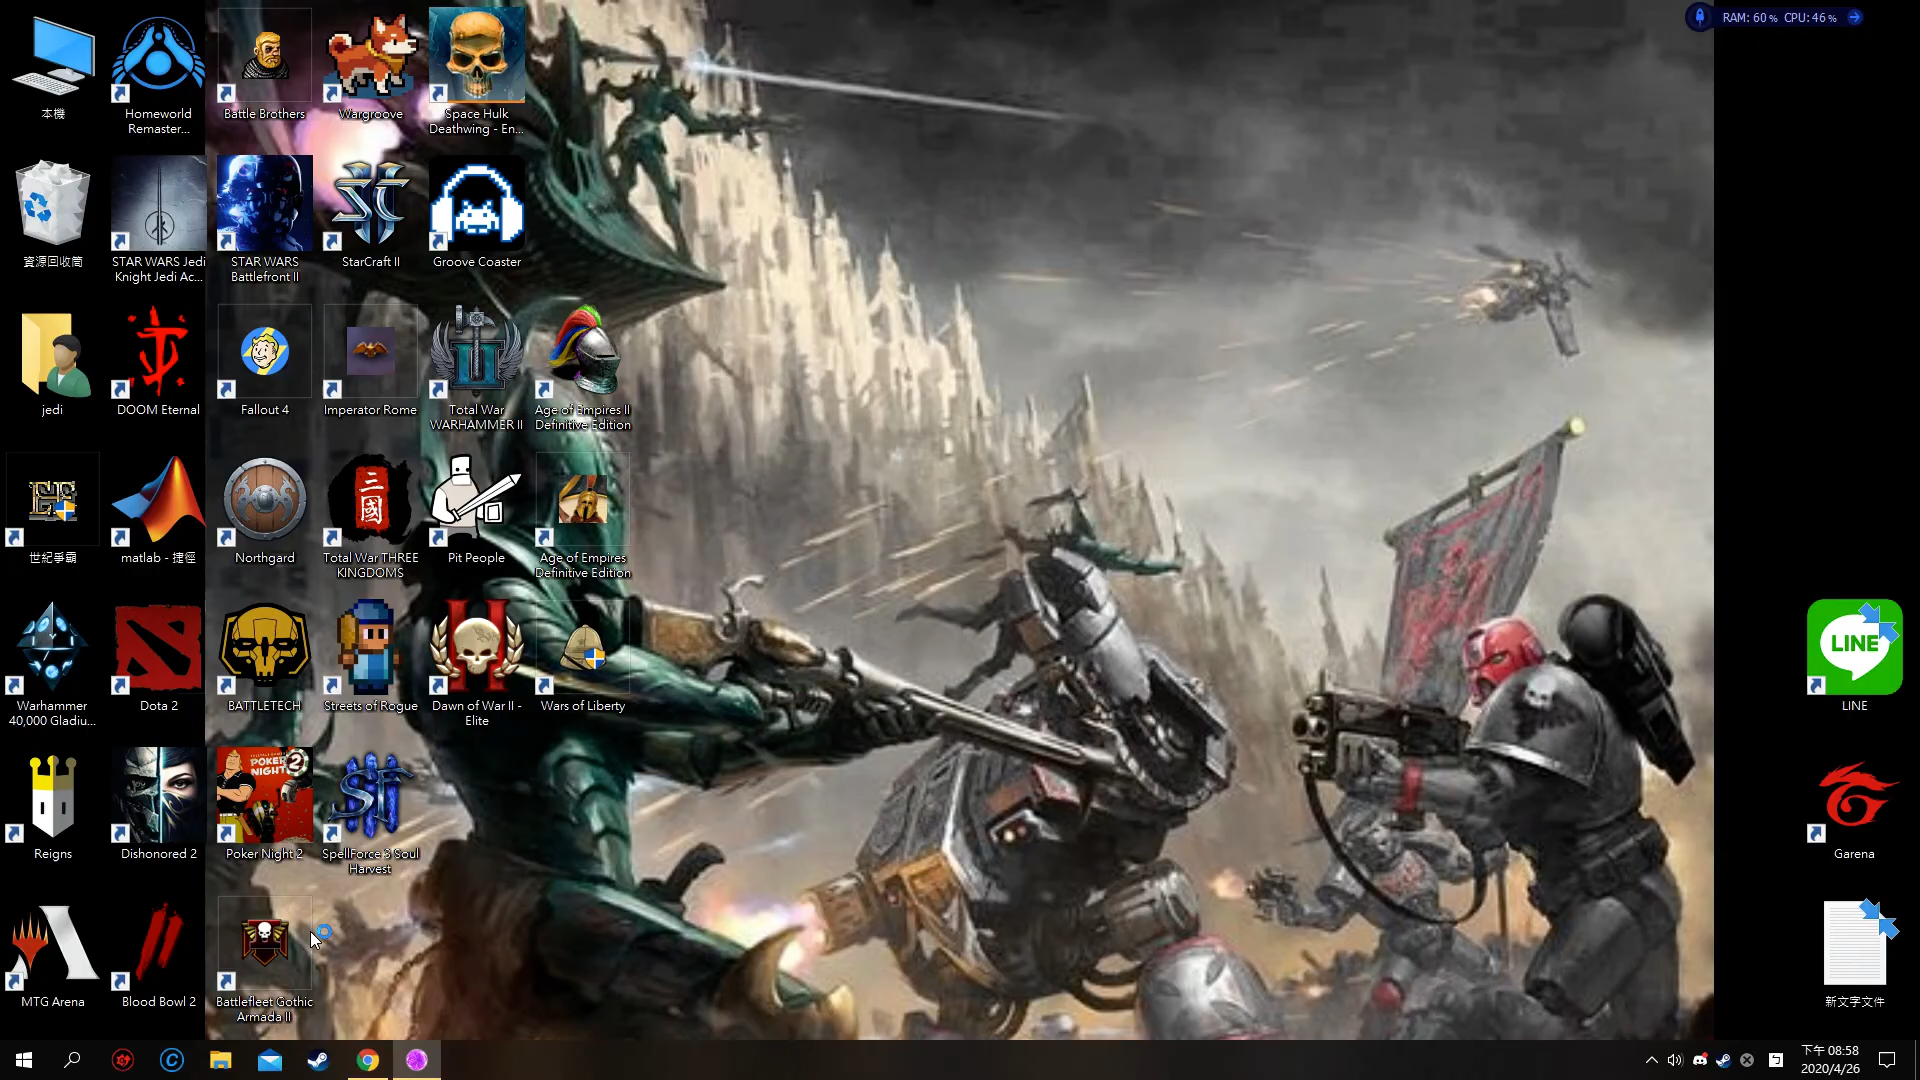 RAM: 60% CPU: 46%
本機
Homeworld
Remaster...
Battle Brothers
Wargroove
Space Hulk
Deathwing - En...
資源回收筒
STAR WARS Jedi
Knight Jedi Ac...
STAR WARS
Battlefront II
StarCraft II
Groove Coaster
jedi
DOOM Eternal
Fallout 4
Imperator Rome
Total War
WARHAMMER II
Age of Empires II
Definitive Edition
世紀爭霸
matlab - 捷徑
Northgard
三國
Total War THREE
KINGDOMS
Pit People
Age of Empires
Definitive Edition
Warhammer
40,000 Gladiu...
Dota 2
BATTLETECH
Streets of Rogue
Dawn of War II -
Elite
Wars of Liberty
LINE
LINE
Reigns
Dishonored 2
POKER
NIGHT 2
Poker Night 2
SF
SpellForce 3 Soul
Harvest
Garena
MTG Arena
Blood Bowl 2
Battlefleet Gothic
Armada II
新文字文件
下午 08:58
2020/4/26